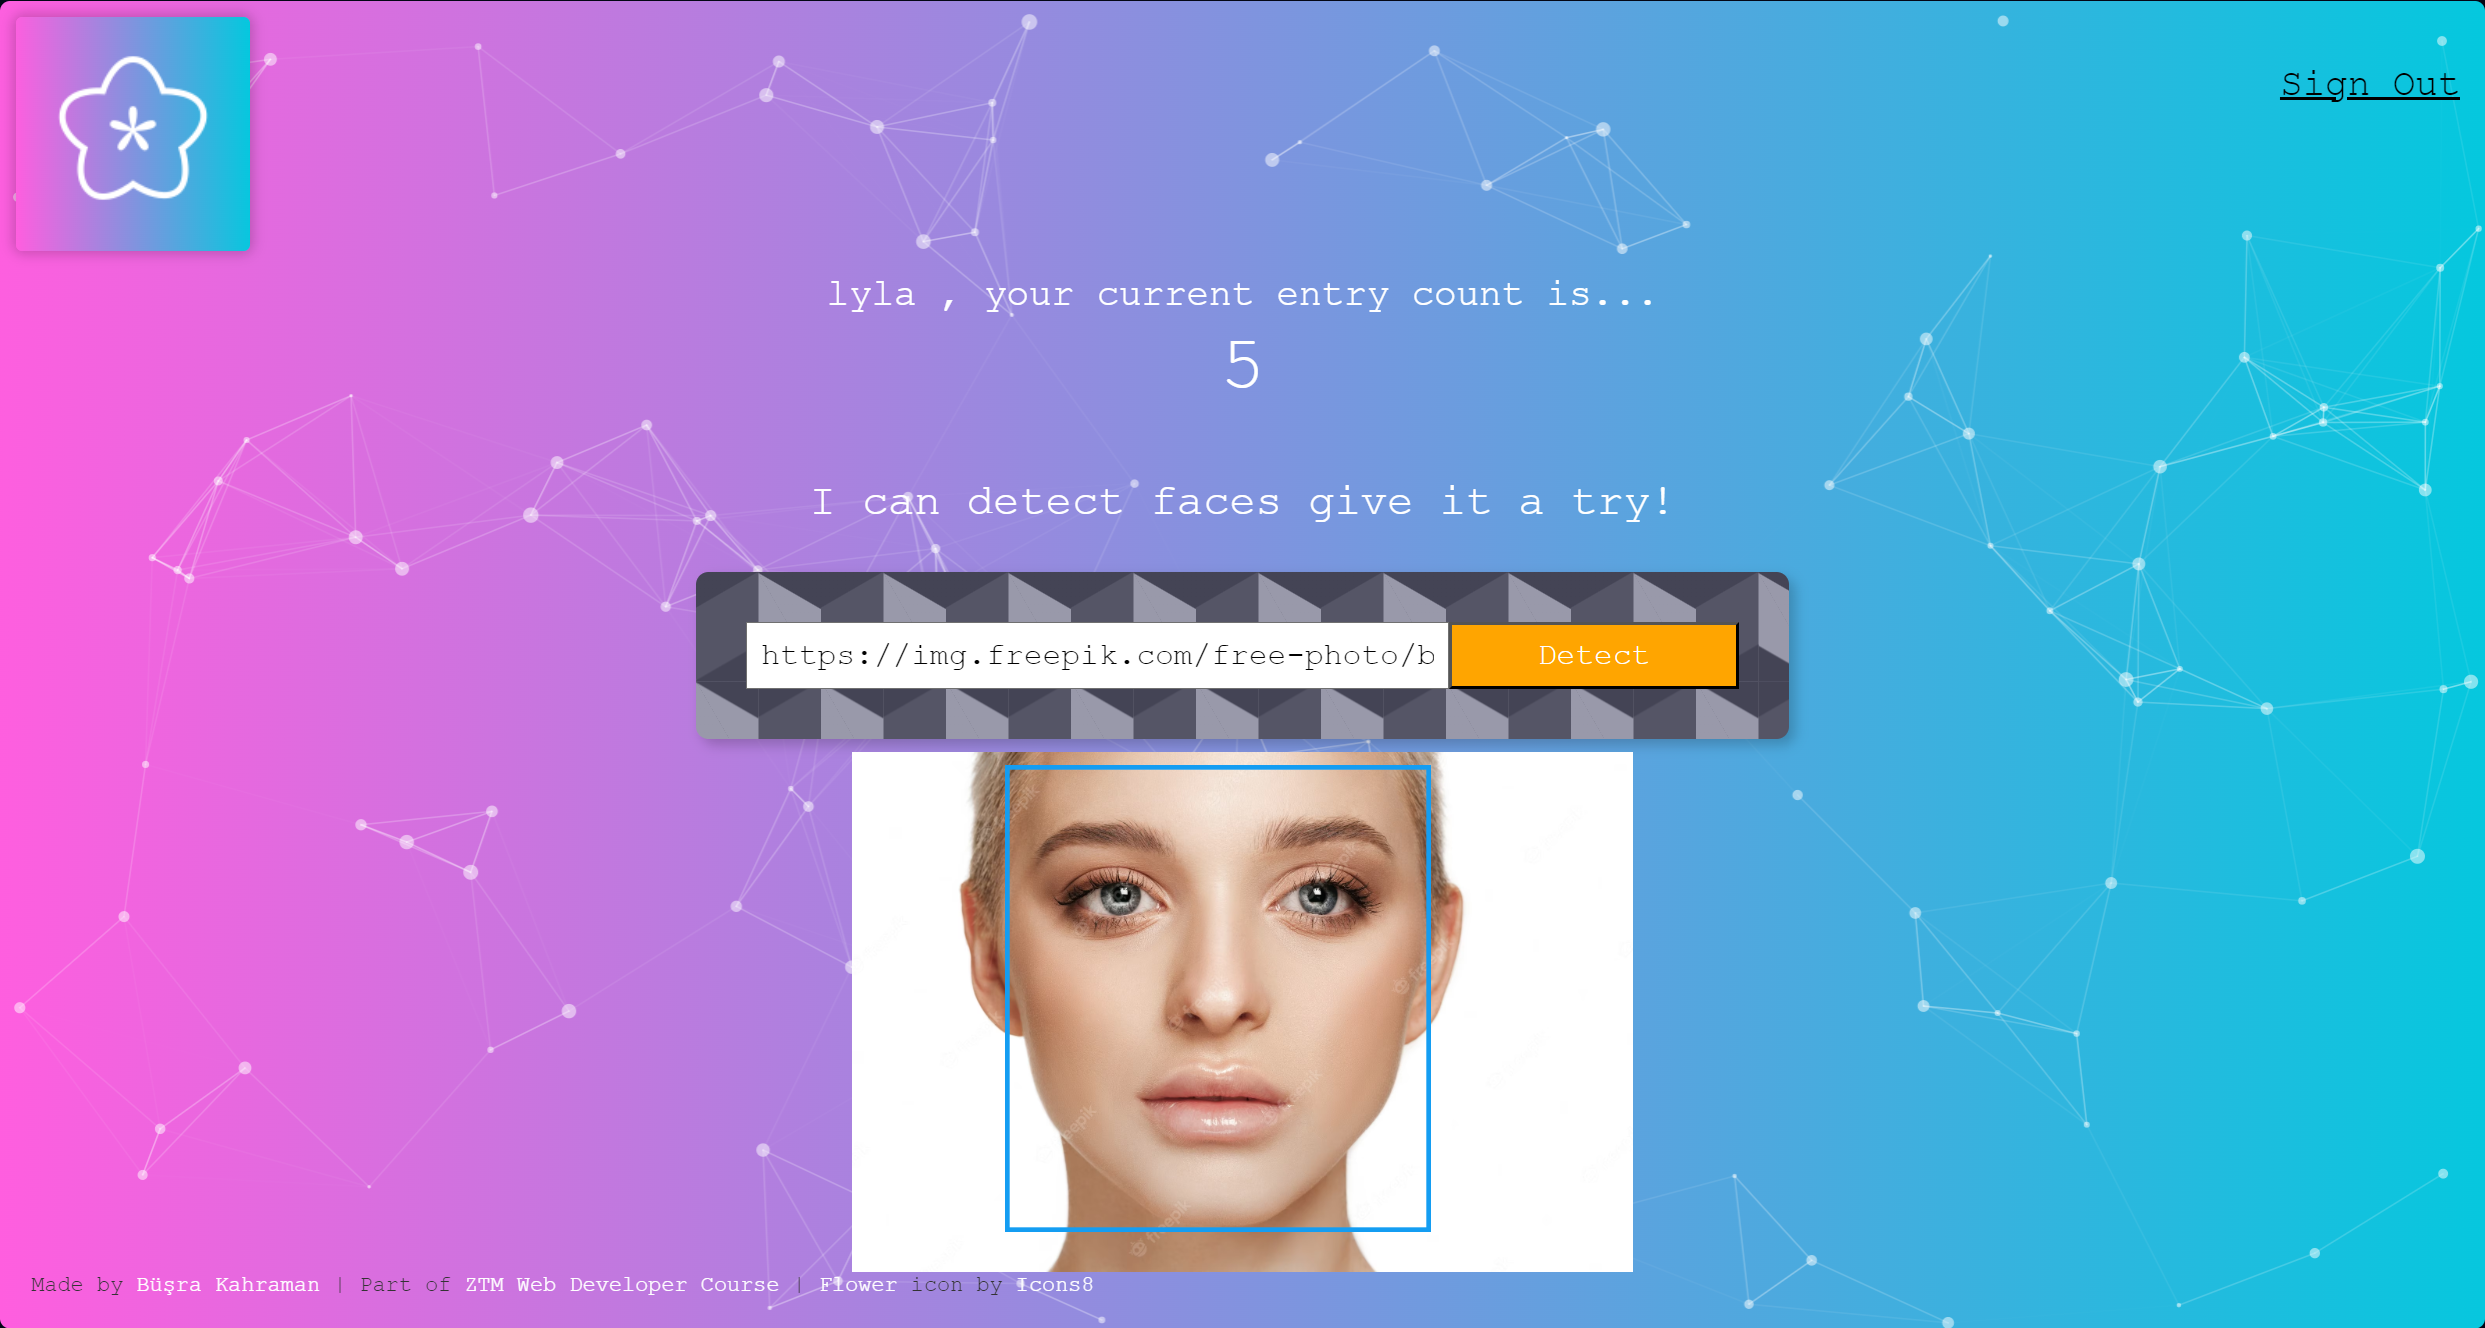 Sign Out
lyla , your current entry count is...
5
I can detect faces give it a try!
https://img.freepik.com/free-photo/b
Detect
freepik
Made by Büşra Kahraman | Part of ZTM Web Developer Course | Flower icon by Icons8